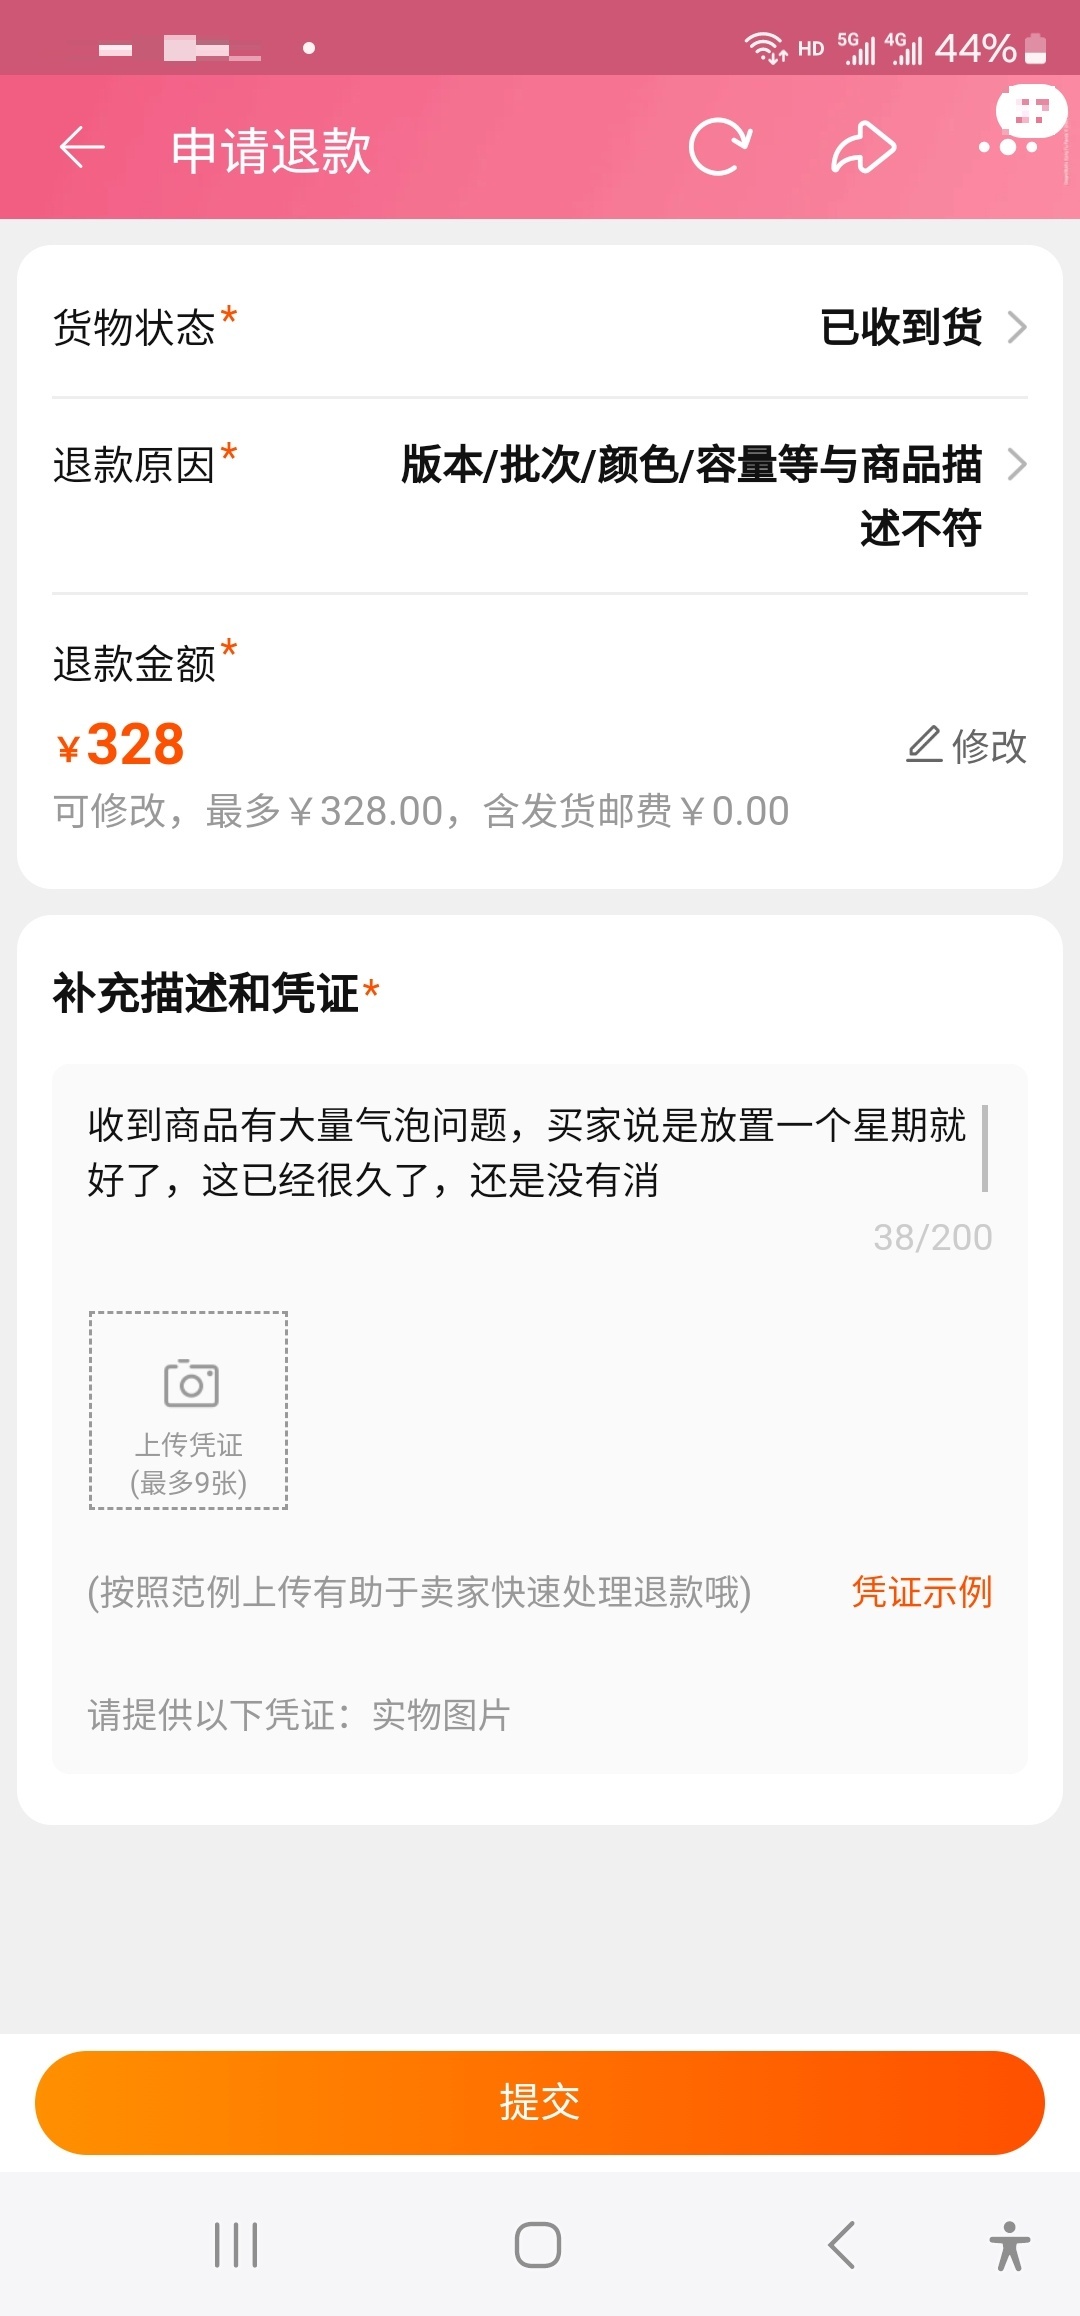 HD 5G 4G 44%
申请退款
货物状态* 已收到货
退款原因* 版本/批次/颜色/容量等与商品描
述不符
退款金额*
￥328 修改
可修改，最多￥328.00，含发货邮费￥0.00
补充描述和凭证*
收到商品有大量气泡问题，买家说是放置一个星期就
好了，这已经很久了，还是没有消
38/200
上传凭证
(最多9张)
(按照范例上传有助于卖家快速处理退款哦) 凭证示例
请提供以下凭证：实物图片
提交